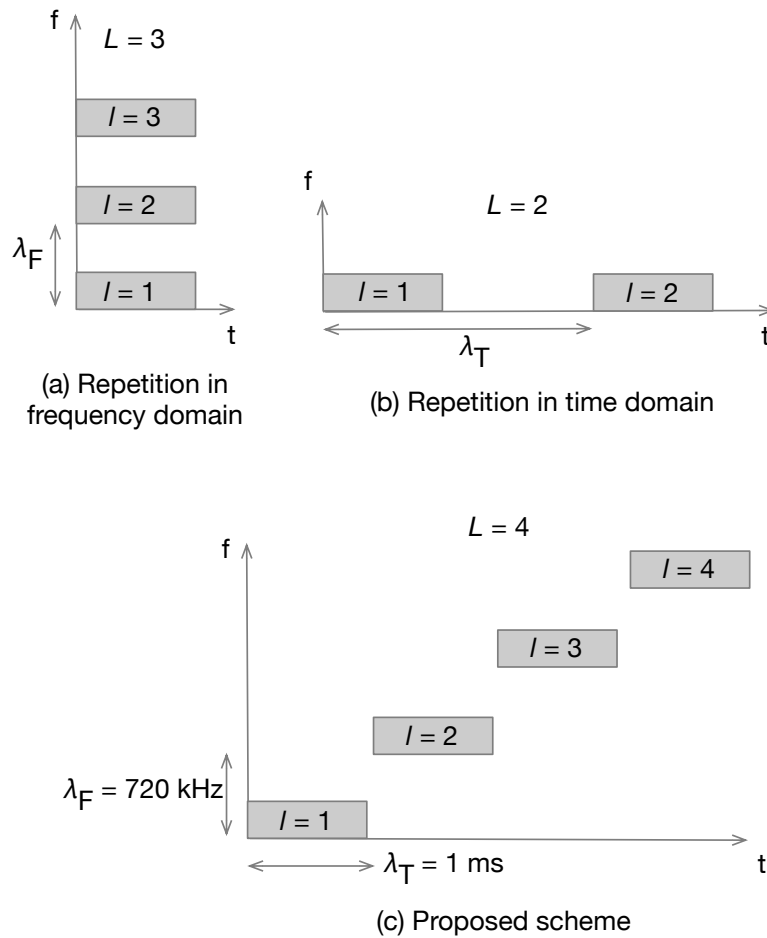 f
L = 3
l = 3
l = 2
λF
l = 1
t
(a) Repetition in
frequency domain
f
L = 2
l = 1
l = 2
t
λT
(b) Repetition in time domain
L = 4
f
l = 4
l = 3
l = 2
λF = 720 kHz
l = 1
t
λT = 1 ms
(c) Proposed scheme